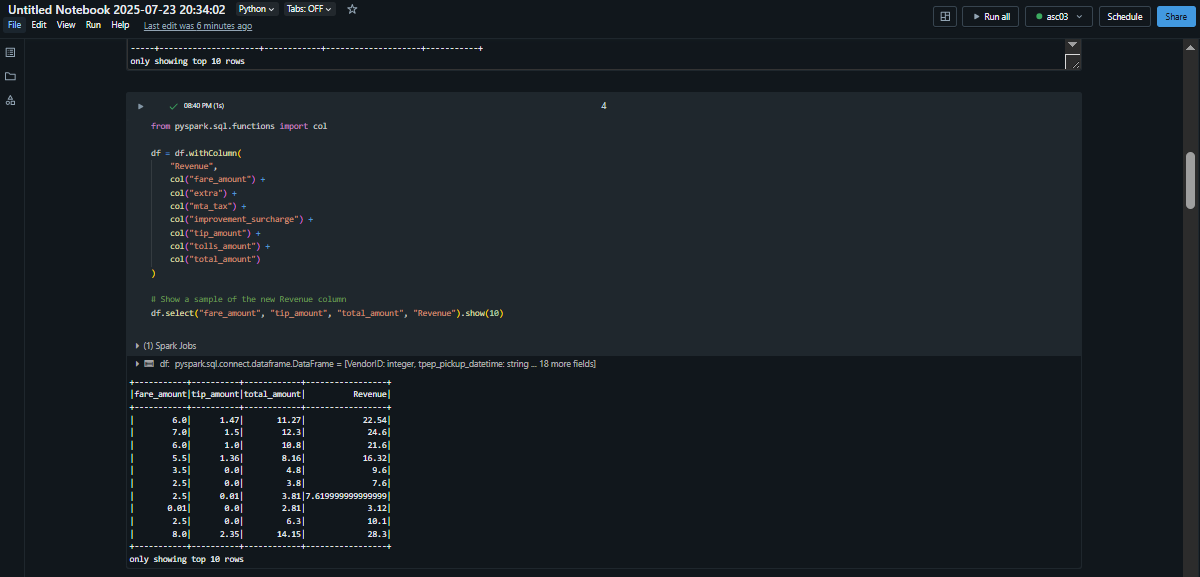 Untitled Notebook 2025-07-23 20:34:02 Python Tabs: OFF
File Edit View Run Help Last edit was 6 minutes ago
Run all asc03 Schedule Share
-----+---------------------+------------+--------------------+-----------+
only showing top 10 rows
08:40 PM (1s) 4
from pyspark.sql.functions import col
df = df.withColumn(
"Revenue",
col("fare_amount") +
col("extra") +
col("mta_tax") +
col("improvement_surcharge") +
col("tip_amount") +
col("tolls_amount") +
col("total_amount")
)
# Show a sample of the new Revenue column
df.select("fare_amount", "tip_amount", "total_amount", "Revenue").show(10)
(1) Spark Jobs
df: pyspark.sql.connect.dataframe.DataFrame = [VendorID: integer, tpep_pickup_datetime: string ... 18 more fields]
+-----------+----------+------------+-----------------+
|fare_amount|tip_amount|total_amount|          Revenue|
+-----------+----------+------------+-----------------+
|        6.0|      1.47|       11.27|            22.54|
|        7.0|       1.5|        12.3|             24.6|
|        6.0|       1.0|        10.8|             21.6|
|        5.5|      1.36|        8.16|            16.32|
|        3.5|       0.0|         4.8|              9.6|
|        2.5|       0.0|         3.8|              7.6|
|        2.5|      0.01|        3.81|7.619999999999999|
|       0.01|       0.0|        2.81|             3.12|
|        2.5|       0.0|         6.3|             10.1|
|        8.0|      2.35|       14.15|             28.3|
+-----------+----------+------------+-----------------+
only showing top 10 rows